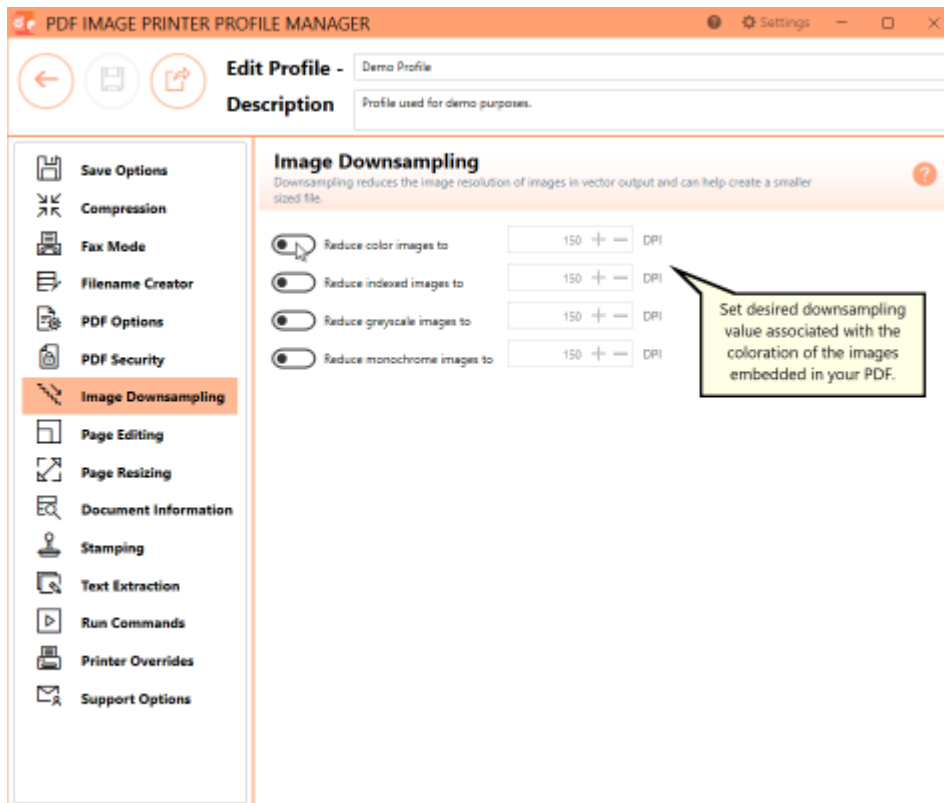 PDF IMAGE PRINTER PROFILE MANAGER
Settings
Edit Profile -
Demo Profile
Description
Profile used for demo purposes.
Save Options
Compression
Fax Mode
Filename Creator
PDF Options
PDF Security
Image Downsampling
Page Editing
Page Resizing
Document Information
Stamping
Text Extraction
Run Commands
Printer Overrides
Support Options
Image Downsampling
Downsampling reduces the image resolution of images in vector output and can help create a smaller
sized file.
Reduce color images to 150 DPI
Reduce indexed images to 150 DPI
Reduce greyscale images to 150 DPI
Reduce monochrome images to 150 DPI
Set desired downsampling
value associated with the
coloration of the images
embedded in your PDF.